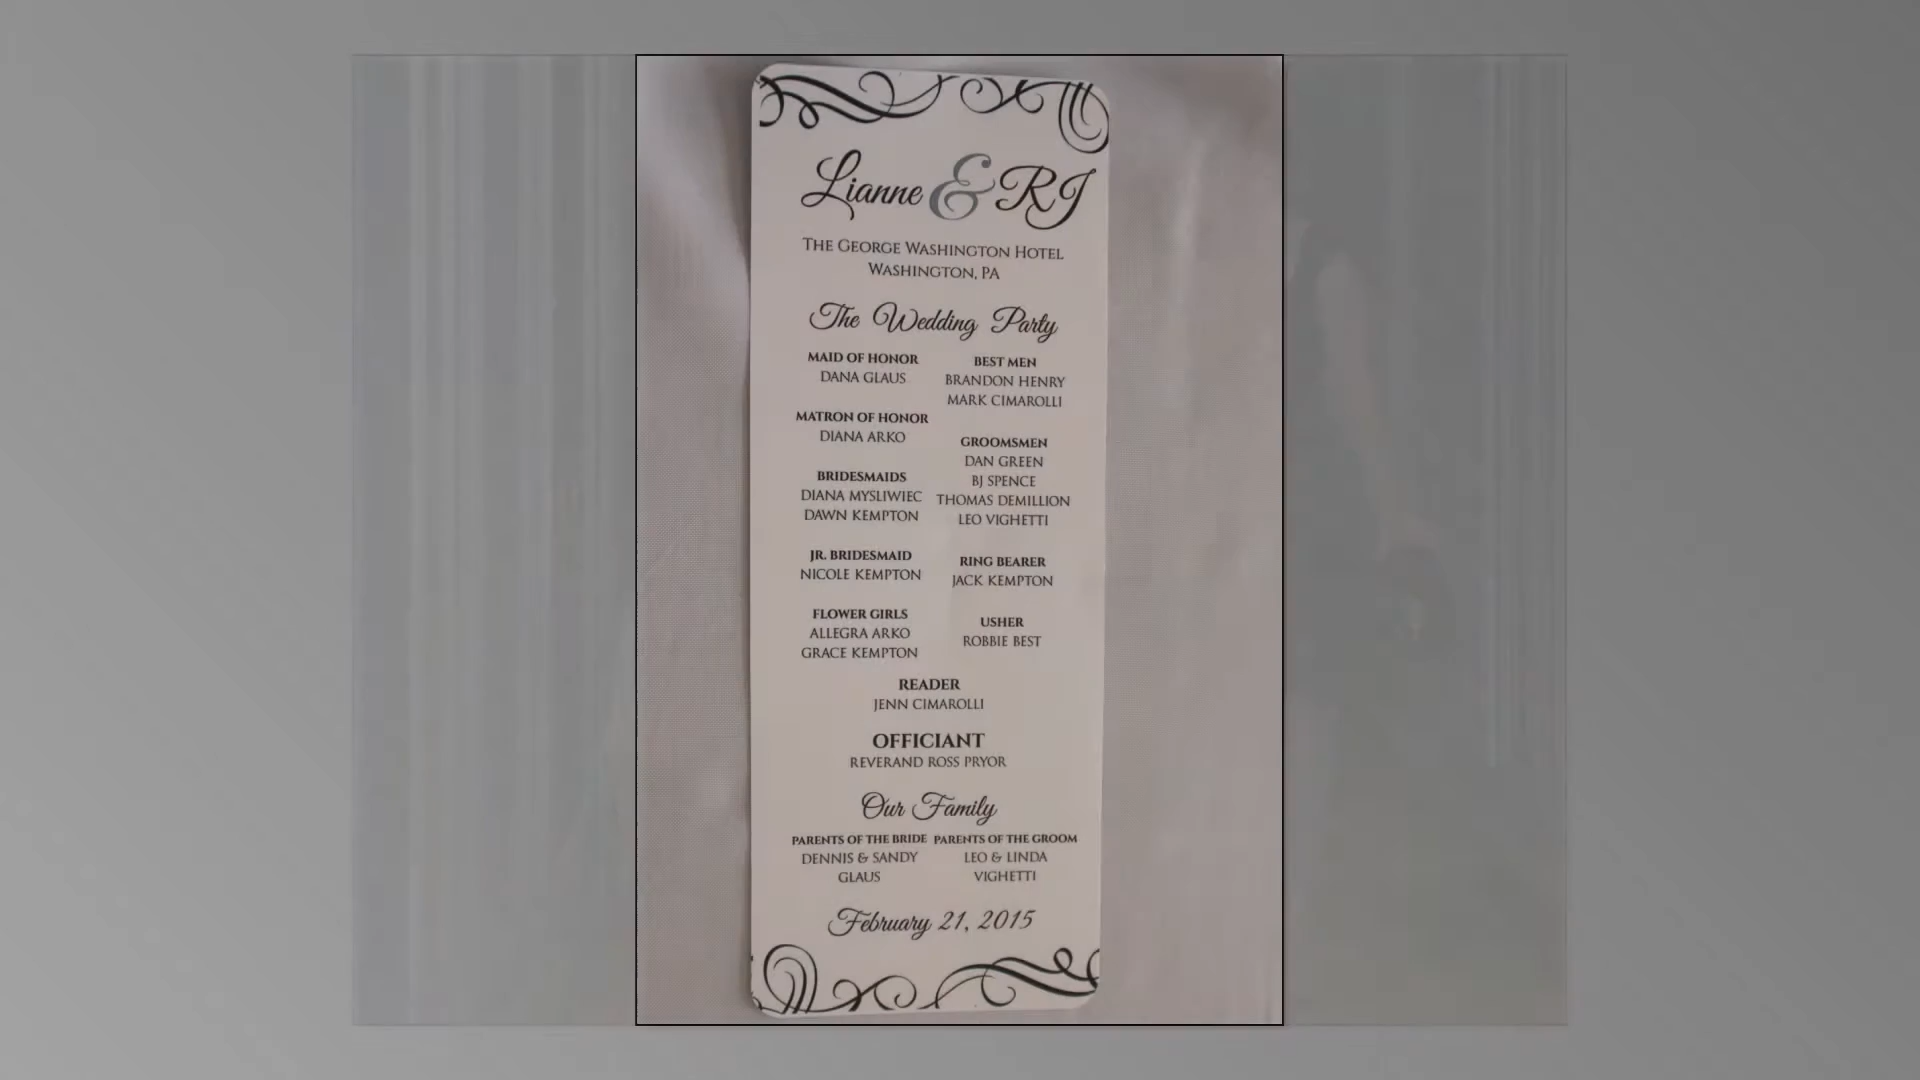 Lianne & RJ
THE GEORGE WASHINGTON HOTEL
WASHINGTON, PA
The Wedding Party
MAID OF HONOR
DANA GLAUS
MATRON OF HONOR
DIANA ARKO
BRIDESMAIDS
DIANA MYSLIWIEC
DAWN KEMPTON
JR. BRIDESMAID
NICOLE KEMPTON
FLOWER GIRLS
ALLEGRA ARKO
GRACE KEMPTON
BEST MEN
BRANDON HENRY
MARK CIMAROLLI
GROOMSMEN
DAN GREEN
BJ SPENCE
THOMAS DEMILLION
LEO VIGHETTI
RING BEARER
JACK KEMPTON
USHER
ROBBIE BEST
READER
JENN CIMAROLLI
OFFICIANT
REVERAND ROSS PRYOR
Our Family
PARENTS OF THE BRIDE
DENNIS & SANDY
GLAUS
PARENTS OF THE GROOM
LEO & LINDA
VIGHETTI
February 21, 2015